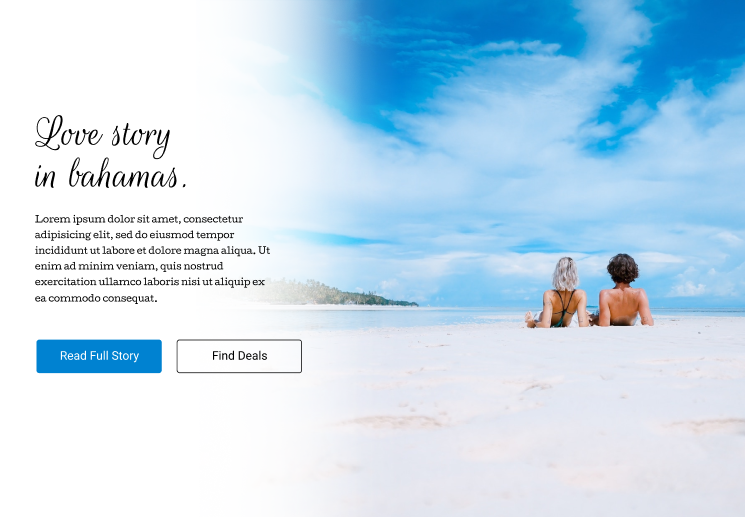 Love story
in bahamas.
Lorem ipsum dolor sit amet, consectetur
adipisicing elit, sed do eiusmod tempor
incididunt ut labore et dolore magna aliqua. Ut
enim ad minim veniam, quis nostrud
exercitation ullamco laboris nisi ut aliquip ex
ea commodo consequat.
Read Full Story
Find Deals